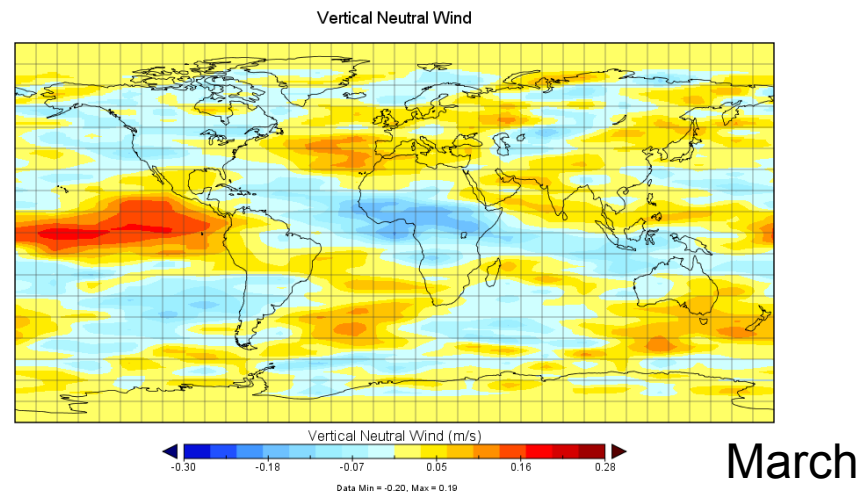 Vertical Neutral Wind
Vertical Neutral Wind (m/s)
-0.30 -0.18 -0.07 0.05 0.16 0.28
Data Min = -0.20, Max = 0.19
March